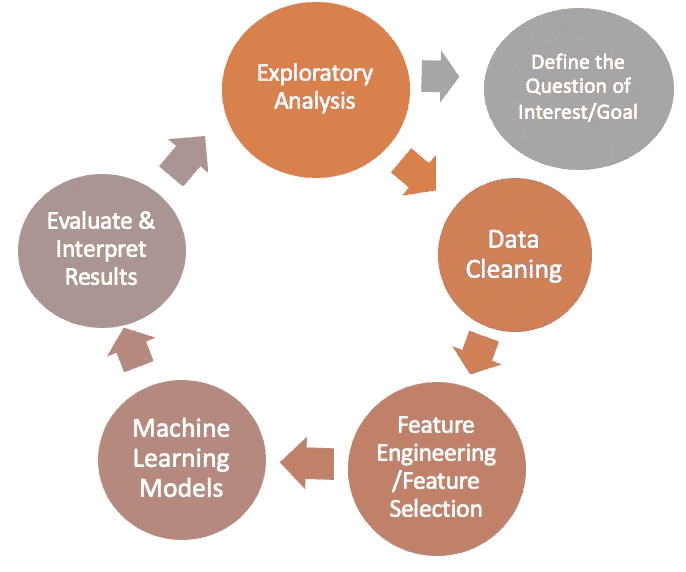 Exploratory
Analysis
Define the
Question of
Interest/Goal
Data
Cleaning
Feature
Engineering
/Feature
Selection
Machine
Learning
Models
Evaluate &
Interpret
Results